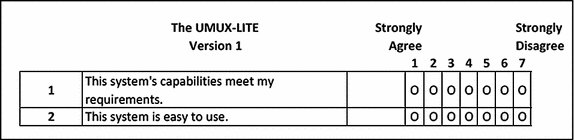 The UMUX-LITE Strongly Strongly
Version 1 Agree Disagree
1 2 3 4 5 6 7
1 This system's capabilities meet my
requirements. O O O O O O O
2 This system is easy to use. O O O O O O O